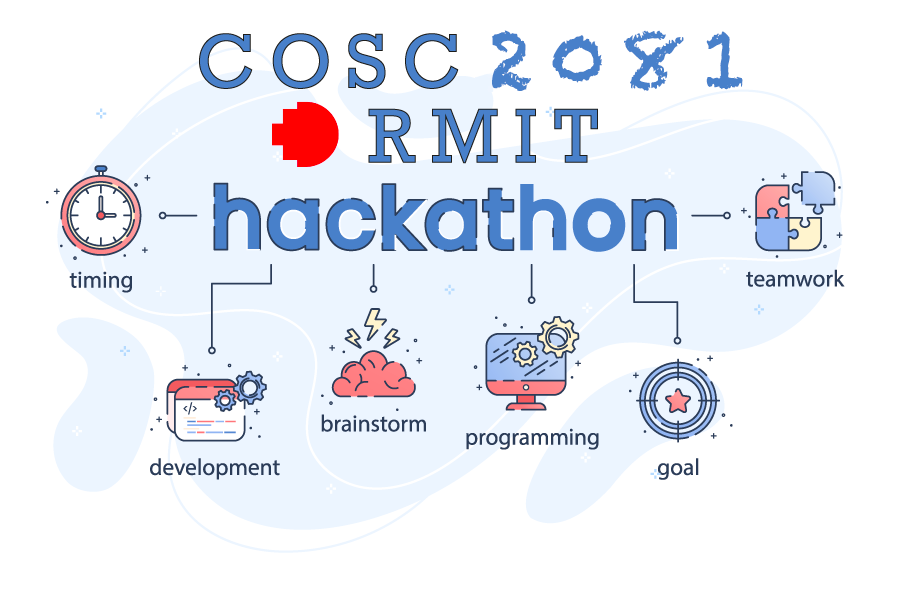 COSC 2081
RMIT
hackathon
timing
teamwork
</>
brainstorm
programming
development
goal